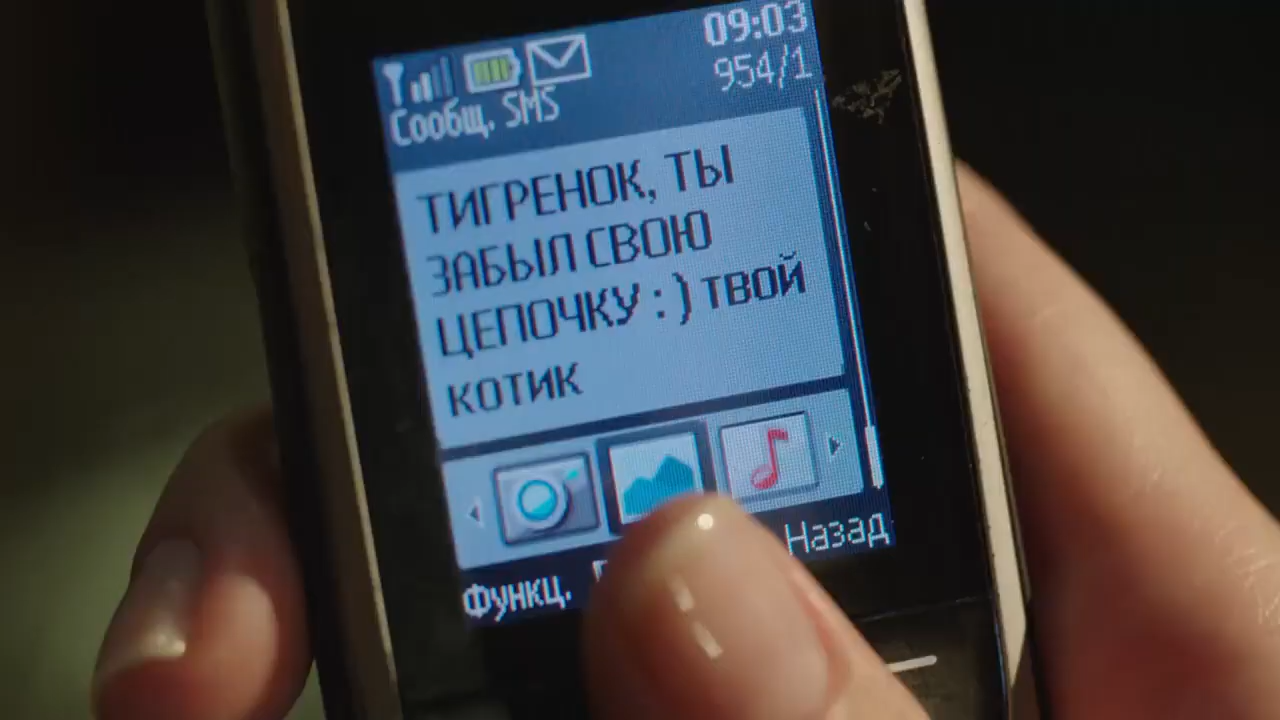 09:03
954/1
Сообщ. SMS
ТИГРЕНОК, ТЫ
ЗАБЫЛ СВОЮ
ЦЕПОЧКУ :) ТВОЙ
КОТИК
Функц.
Назад